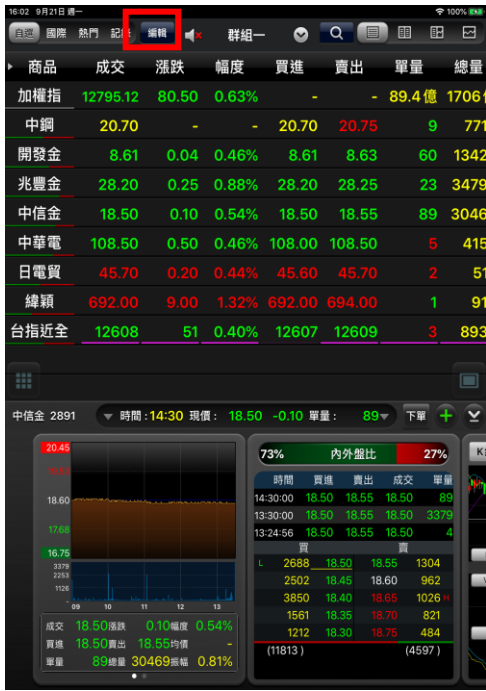 16:02 9月21日 週一 100%
自選 國際 熱門 記錄 編輯 群組一
商品 成交 漲跌 幅度 買進 賣出 單量 總量
加權指 12795.12 80.50 0.63% - - 89.4億 1706
中鋼 20.70 - - 20.70 20.75 9 771
開發金 8.61 0.04 0.46% 8.61 8.63 60 1342
兆豐金 28.20 0.25 0.88% 28.20 28.25 23 3479
中信金 18.50 0.10 0.54% 18.50 18.55 89 3046
中華電 108.50 0.50 0.46% 108.00 108.50 5 415
日電貿 45.70 0.20 0.44% 45.60 45.70 2 51
緯穎 692.00 9.00 1.32% 692.00 694.00 1 91
台指近全 12608 51 0.40% 12607 12609 3 893
中信金 2891 時間:14:30 現價: 18.50 -0.10 單量: 89 下單
20.45
18.60
17.68
16.75
3379
2253
1126
09 10 11 12 13
成交 18.50 漲跌 0.10 幅度 0.54%
買進 18.50 賣出 18.55 均價 -
單量 89 總量 30469 振幅 0.81%
73% 內外盤比 27%
時間 買進 賣出 成交 單量
14:30:00 18.50 18.55 18.50 89
13:30:00 18.50 18.55 18.50 3379
13:24:56 18.50 18.55 18.50 4
買 賣
L 2688 18.50 18.55 1304
2502 18.45 18.60 962
3850 18.40 18.65 1026 H
1561 18.35 18.70 821
1212 18.30 18.75 484
(11813) (4597)
K